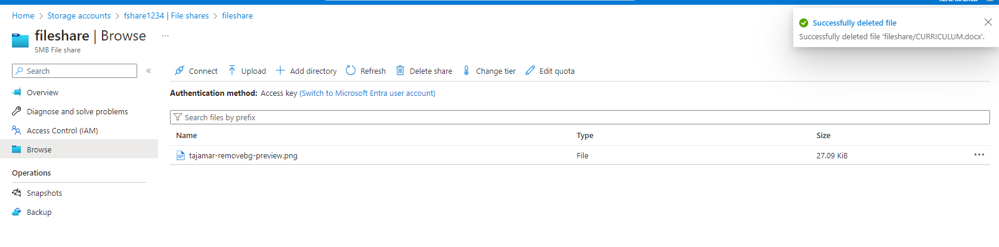 Home > Storage accounts > fshare1234 | File shares > fileshare
fileshare | Browse ...
SMB File share
Successfully deleted file
Successfully deleted file 'fileshare/CURRICULUM.docx'.
Search
Overview
Diagnose and solve problems
Access Control (IAM)
Browse
Operations
Snapshots
Backup
Connect Upload Add directory Refresh Delete share Change tier Edit quota
Authentication method: Access key (Switch to Microsoft Entra user account)
Search files by prefix
Name Type Size
tajamar-removebg-preview.png File 27.09 KiB